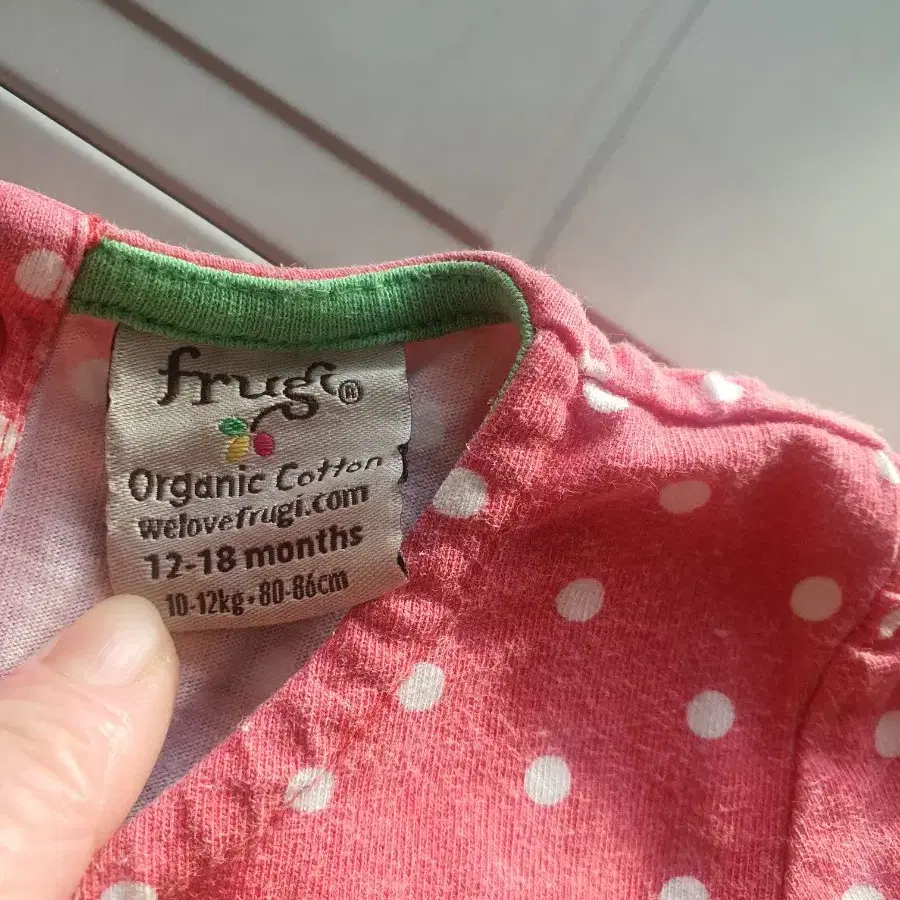 frugi®
Organic Cotton
welovefrugi.com
12-18 months
10-12kg•80-86cm